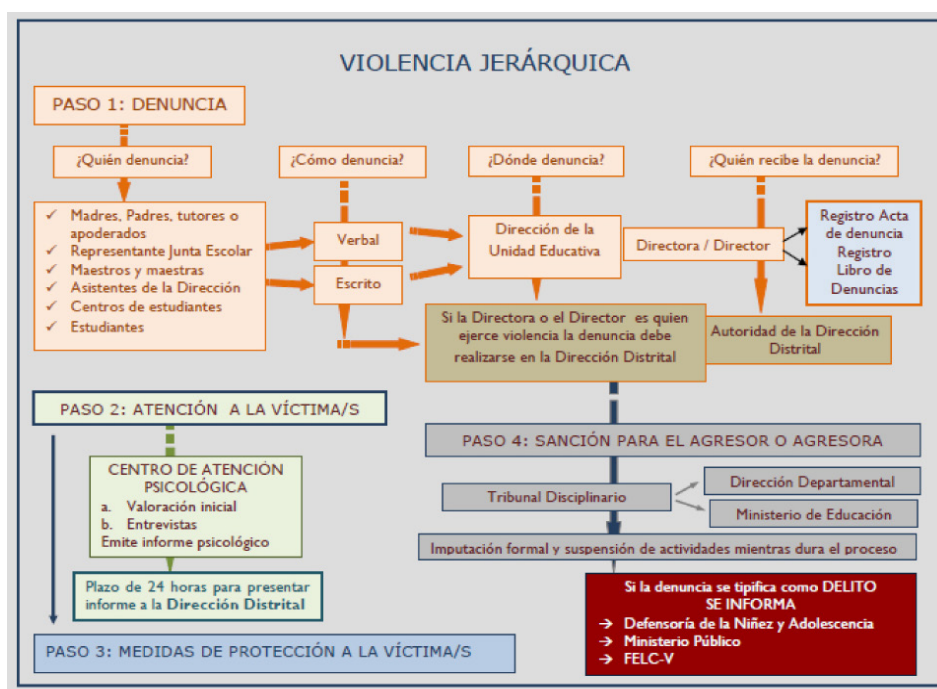 VIOLENCIA JERÁRQUICA
PASO 1: DENUNCIA
¿Quién denuncia?
¿Cómo denuncia?
¿Dónde denuncia?
¿Quién recibe la denuncia?
✓ Madres, Padres, tutores o
apoderados
✓ Representante Junta Escolar
✓ Maestros y maestras
✓ Asistentes de la Dirección
✓ Centros de estudiantes
✓ Estudiantes
Verbal
Escrito
Dirección de la
Unidad Educativa
Directora / Director
Registro Acta
de denuncia
Registro
Libro de
Denuncias
Si la Directora o el Director es quien
ejerce violencia la denuncia debe
realizarse en la Dirección Distrital
Autoridad de la Dirección
Distrital
PASO 2: ATENCIÓN A LA VÍCTIMA/S
CENTRO DE ATENCIÓN
PSICOLÓGICA
a. Valoración inicial
b. Entrevistas
Emite informe psicológico
Plazo de 24 horas para presentar
informe a la Dirección Distrital
PASO 3: MEDIDAS DE PROTECCIÓN A LA VÍCTIMA/S
PASO 4: SANCIÓN PARA EL AGRESOR O AGRESORA
Tribunal Disciplinario
Dirección Departamental
Ministerio de Educación
Imputación formal y suspensión de actividades mientras dura el proceso
Si la denuncia se tipifica como DELITO
SE INFORMA
→ Defensoría de la Niñez y Adolescencia
→ Ministerio Público
→ FELC-V